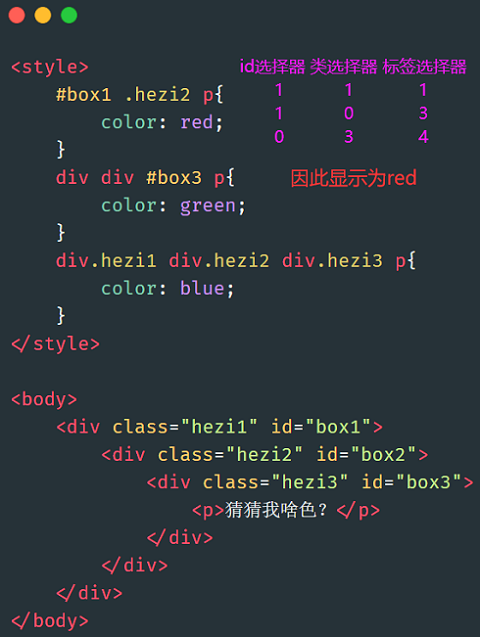 <style>
id选择器 类选择器 标签选择器
#box1 .hezi2 p{
1 1 1
color: red;
1 0 3
}
0 3 4
div div #box3 p{
因此显示为red
color: green;
}
div.hezi1 div.hezi2 div.hezi3 p{
color: blue;
}
</style>
<body>
<div class="hezi1" id="box1">
<div class="hezi2" id="box2">
<div class="hezi3" id="box3">
<p>猜猜我啥色？</p>
</div>
</div>
</div>
</body>